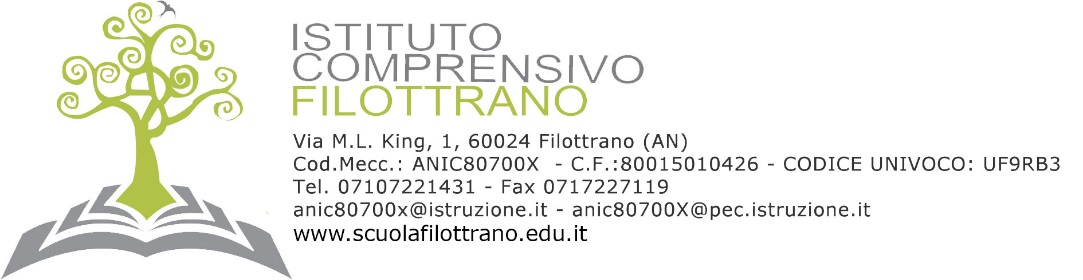 ISTITUTO
COMPRENSIVO
FILOTTRANO
Via M.L. King, 1, 60024 Filottrano (AN)
Cod.Mecc.: ANIC80700X - C.F.:80015010426 - CODICE UNIVOCO: UF9RB3
Tel. 07107221431 - Fax 0717227119
anic80700x@istruzione.it - anic80700X@pec.istruzione.it
www.scuolafilottrano.edu.it